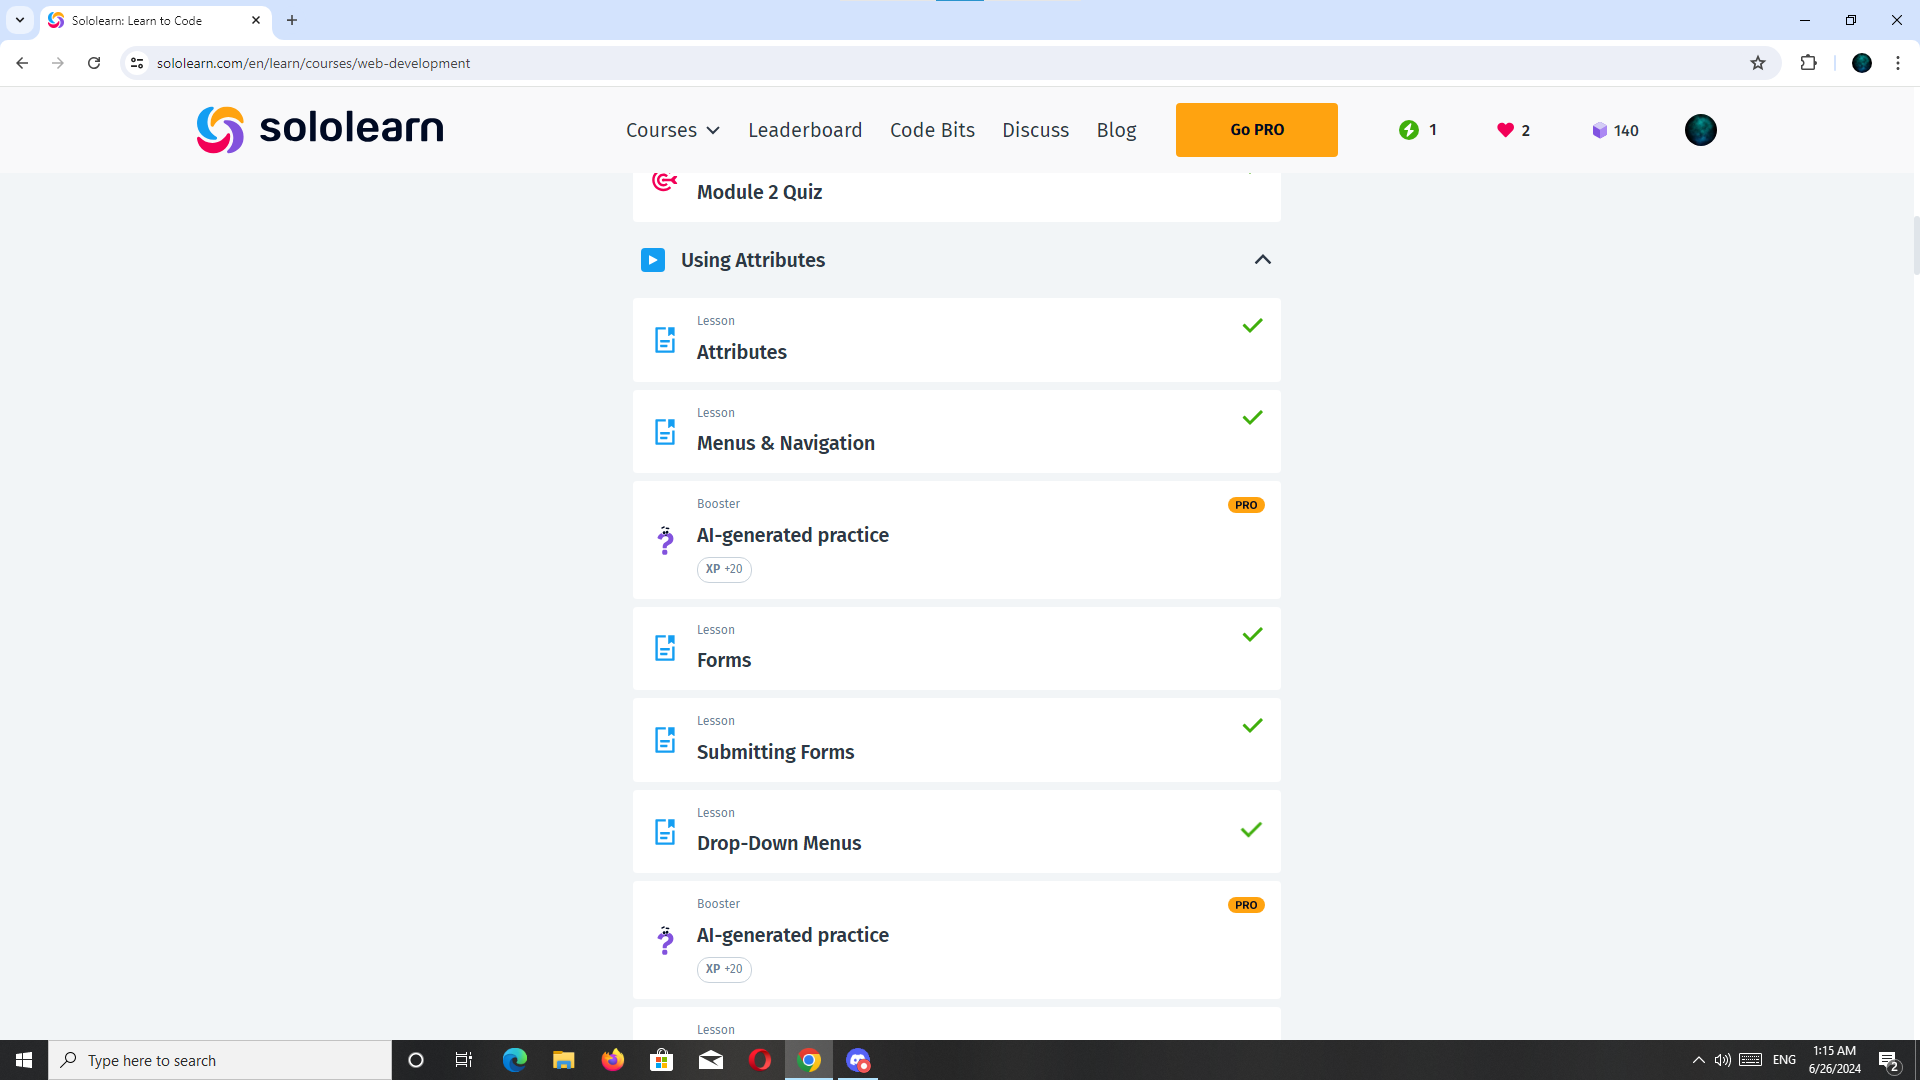 Sololearn: Learn to Code
sololearn.com/en/learn/courses/web-development
sololearn
Courses
Leaderboard
Code Bits
Discuss
Blog
Go PRO
1
2
140
Module 2 Quiz
Using Attributes
Lesson
Attributes
Lesson
Menus & Navigation
Booster
PRO
AI-generated practice
XP +20
Lesson
Forms
Lesson
Submitting Forms
Lesson
Drop-Down Menus
Booster
PRO
AI-generated practice
XP +20
Lesson
Type here to search
ENG
1:15 AM
6/26/2024
2